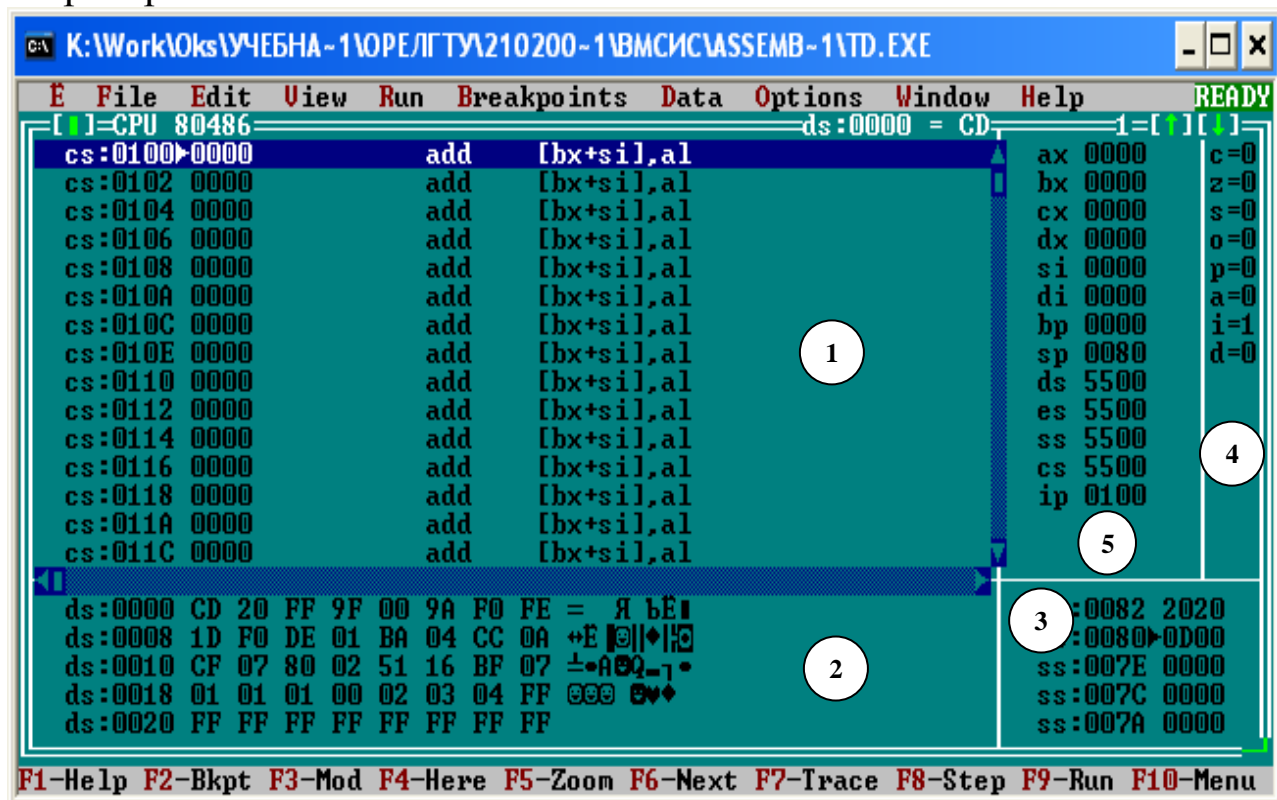 K:\Work\Oks\УЧЕБНА~1\ОРЕЛГТУ\210200~1\ВМСИС\ASSEMB~1\TD.EXE
Ë File Edit View Run Breakpoints Data Options Window Help READY
[▮]=CPU 80486 ds:0000 = CD 1=[↑][↓]
cs:0100►0000 add [bx+si],al ax 0000 c=0
cs:0102 0000 add [bx+si],al bx 0000 z=0
cs:0104 0000 add [bx+si],al cx 0000 s=0
cs:0106 0000 add [bx+si],al dx 0000 o=0
cs:0108 0000 add [bx+si],al si 0000 p=0
cs:010A 0000 add [bx+si],al di 0000 a=0
cs:010C 0000 add [bx+si],al bp 0000 i=1
cs:010E 0000 add [bx+si],al 1 sp 0080 d=0
cs:0110 0000 add [bx+si],al ds 5500
cs:0112 0000 add [bx+si],al es 5500
cs:0114 0000 add [bx+si],al ss 5500 4
cs:0116 0000 add [bx+si],al cs 5500
cs:0118 0000 add [bx+si],al ip 0100
cs:011A 0000 add [bx+si],al 5
cs:011C 0000 add [bx+si],al
ds:0000 CD 20 FF 9F 00 9A F0 FE = Я ЬЁ▮ 3 :0082 2020
ds:0008 1D F0 DE 01 BA 04 CC 0A :0080►0D00
ds:0010 CF 07 80 02 51 16 BF 07 2 ss:007E 0000
ds:0018 01 01 01 00 02 03 04 FF ☺☺☺ ☻♥♦ ss:007C 0000
ds:0020 FF FF FF FF FF FF FF FF ss:007A 0000
F1-Help F2-Bkpt F3-Mod F4-Here F5-Zoom F6-Next F7-Trace F8-Step F9-Run F10-Menu